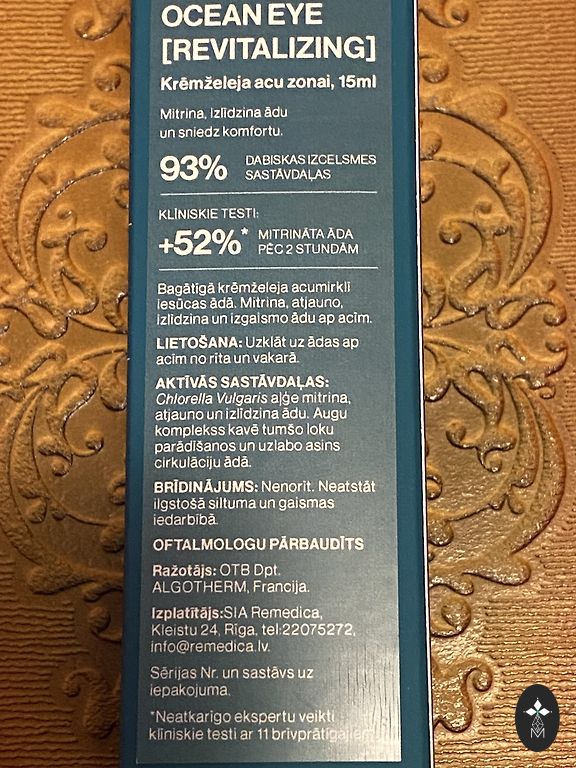 OCEAN EYE
[REVITALIZING]
Krēmželeja acu zonai, 15ml
Mitrina, izlīdzina ādu
un sniedz komfortu.
93% DABISKAS IZCELSMES
SASTĀVDAĻAS
KLĪNISKIE TESTI:
+52%* MITRINĀTA ĀDA
PĒC 2 STUNDĀM
Bagātīgā krēmželeja acumirklī
iesūcas ādā. Mitrina, atjauno,
izlīdzina un izgaismo ādu ap acīm.
LIETOŠANA: Uzklāt uz ādas ap
acīm no rīta un vakarā.
AKTĪVĀS SASTĀVDAĻAS:
Chlorella Vulgaris aļģe mitrina,
atjauno un izlīdzina ādu. Augu
komplekss kavē tumšo loku
parādīšanos un uzlabo asins
cirkulāciju ādā.
BRĪDINĀJUMS: Nenorīt. Neatstāt
ilgstošā siltuma un gaismas
iedarbībā.
OFTALMOLOGU PĀRBAUDĪTS
Ražotājs: OTB Dpt.
ALGOTHERM, Francija.
Izplatītājs:SIA Remedica,
Kleistu 24, Rīga, tel:22075272,
info@remedica.lv.
Sērijas Nr. un sastāvs uz
iepakojuma.
*Neatkarīgo ekspertu veikti
klīniskie testi ar 11 brīvprātīgajiem